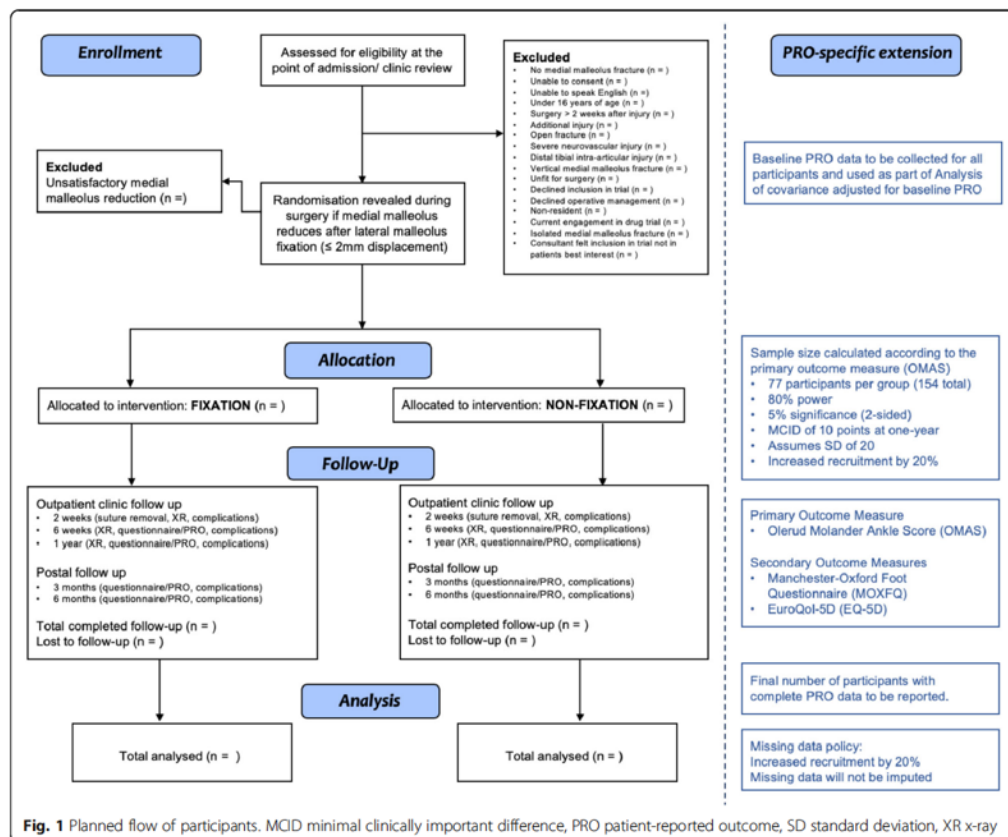 Enrollment
Assessed for eligibility at the
point of admission/ clinic review
Excluded
• No medial malleolus fracture (n = )
• Unable to consent (n = )
• Unable to speak English (n =)
• Under 16 years of age (n = )
• Surgery > 2 weeks after injury (n = )
• Additional injury (n = )
• Open fracture (n = )
• Severe neurovascular injury (n = )
• Distal tibial intra-articular injury (n = )
• Vertical medial malleolus fracture (n = )
• Unfit for surgery (n = )
• Declined inclusion in trial (n = )
• Declined operative management (n = )
• Non-resident (n = )
• Current engagement in drug trial (n = )
• Isolated medial malleolus fracture (n = )
• Consultant felt inclusion in trial not in
patients best interest (n = )
PRO-specific extension
Excluded
Unsatisfactory medial
malleolus reduction (n =)
Randomisation revealed during
surgery if medial malleolus
reduces after lateral malleolus
fixation (≤ 2mm displacement)
Baseline PRO data to be collected for all
participants and used as part of Analysis
of covariance adjusted for baseline PRO
Allocation
Allocated to intervention: FIXATION (n = )
Allocated to intervention: NON-FIXATION (n = )
Sample size calculated according to the
primary outcome measure (OMAS)
• 77 participants per group (154 total)
• 80% power
• 5% significance (2-sided)
• MCID of 10 points at one-year
• Assumes SD of 20
• Increased recruitment by 20%
Follow-Up
Outpatient clinic follow up
• 2 weeks (suture removal, XR, complications)
• 6 weeks (XR, questionnaire/PRO, complications)
• 1 year (XR, questionnaire/PRO, complications)
Postal follow up
• 3 months (questionnaire/PRO, complications)
• 6 months (questionnaire/PRO, complications)
Total completed follow-up (n = )
Lost to follow-up (n = )
Outpatient clinic follow up
• 2 weeks (suture removal, XR, complications)
• 6 weeks (XR, questionnaire/PRO, complications)
• 1 year (XR, questionnaire/PRO, complications)
Postal follow up
• 3 months (questionnaire/PRO, complications)
• 6 months (questionnaire/PRO, complications)
Total completed follow-up (n = )
Lost to follow-up (n = )
Primary Outcome Measure
• Olerud Molander Ankle Score (OMAS)
Secondary Outcome Measures
• Manchester-Oxford Foot
Questionnaire (MOXFQ)
• EuroQol-5D (EQ-5D)
Analysis
Final number of participants with
complete PRO data to be reported.
Total analysed (n = )
Total analysed (n = )
Missing data policy:
Increased recruitment by 20%
Missing data will not be imputed
Fig. 1 Planned flow of participants. MCID minimal clinically important difference, PRO patient-reported outcome, SD standard deviation, XR x-ray